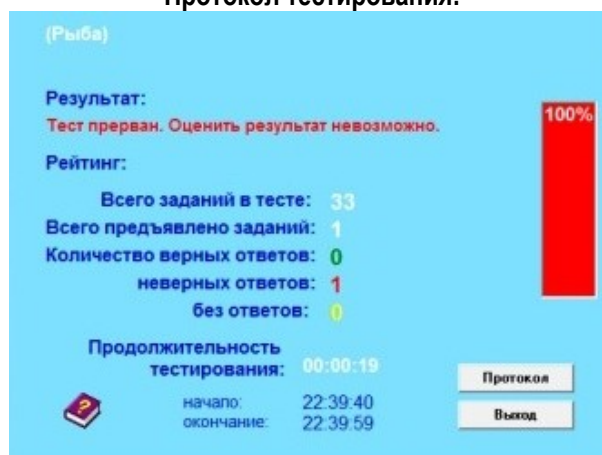 Протокол тестирования:
(Рыба)
Результат:
Тест прерван. Оценить результат невозможно.
100%
Рейтинг:
Всего заданий в тесте: 33
Всего предъявлено заданий: 1
Количество верных ответов: 0
неверных ответов: 1
без ответов: 0
Продолжительность
тестирования: 00:00:19
Протокол
начало: 22:39:40
окончание: 22:39:59
Выход